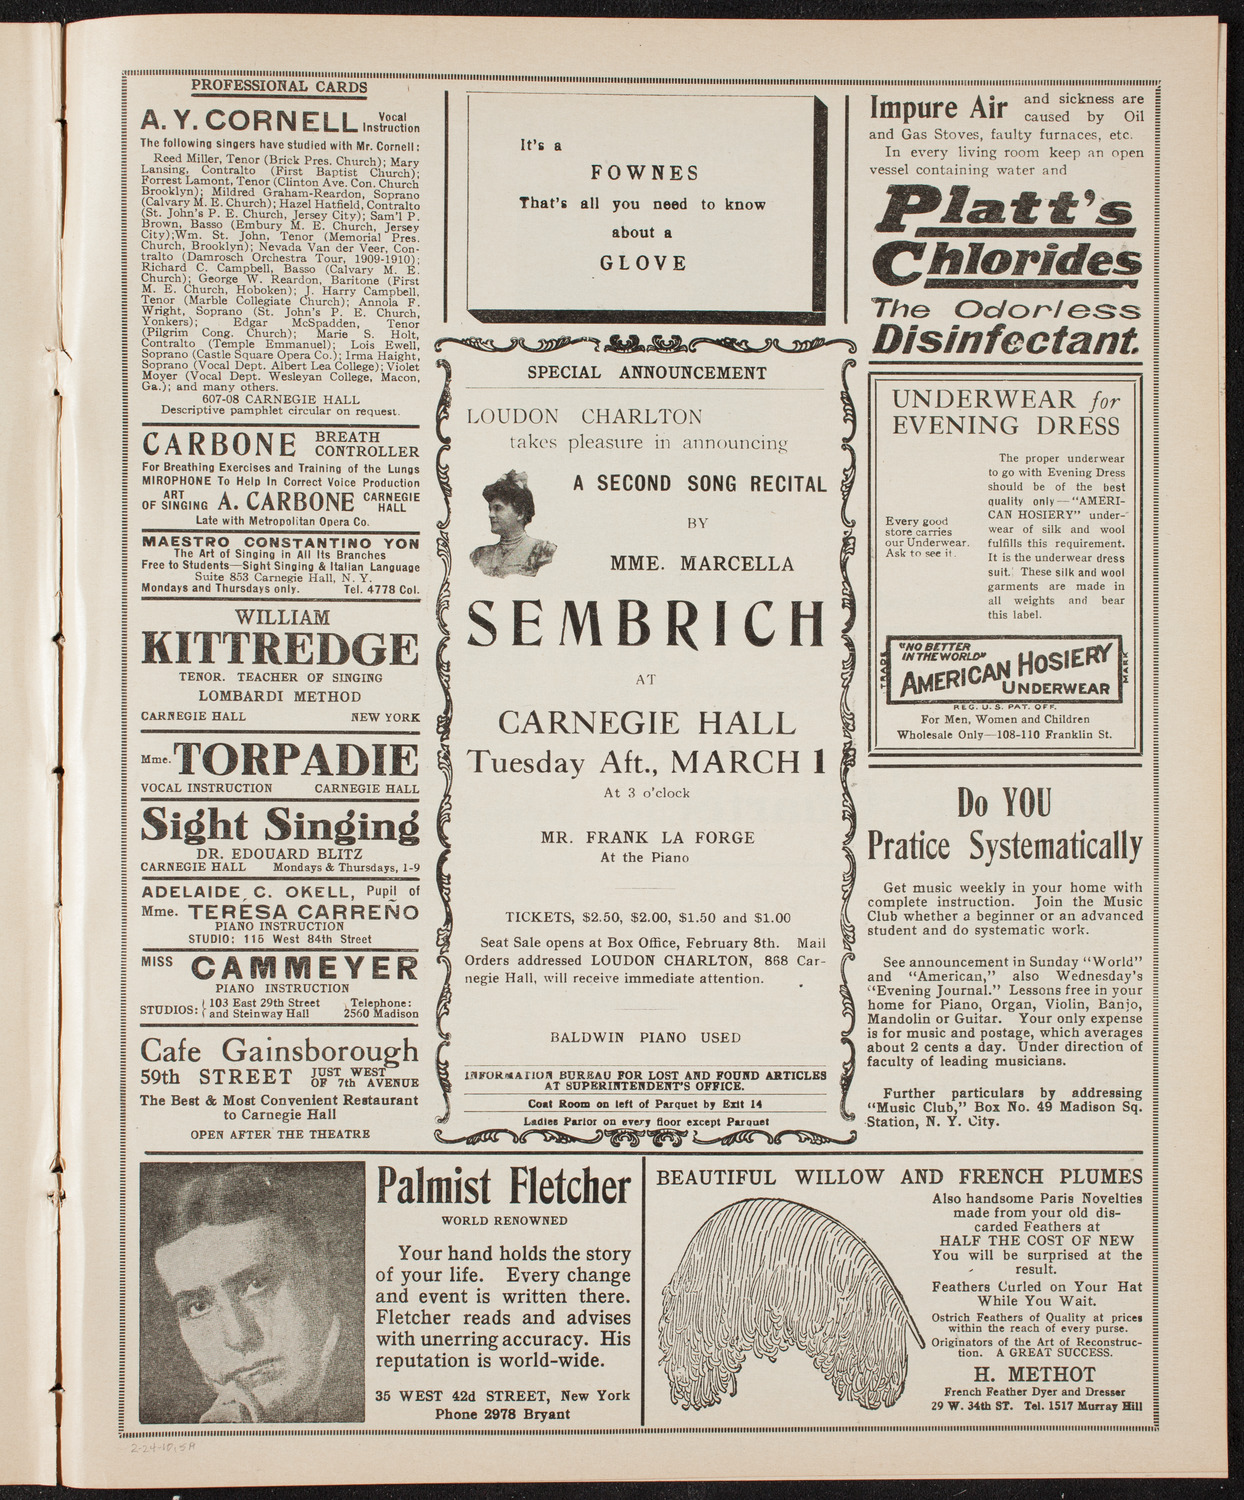 PROFESSIONAL CARDS
A. Y. CORNELL Vocal Instruction
The following singers have studied with Mr. Cornell:
Reed Miller, Tenor (Brick Pres. Church); Mary
Lansing, Contralto (First Baptist Church);
Forrest Lamont, Tenor (Clinton Ave. Con. Church
Brooklyn); Mildred Graham-Reardon, Soprano
(Calvary M. E. Church); Hazel Hatfield, Contralto
(St. John's P. E. Church, Jersey City); Sam'l P.
Brown, Basso (Embury M. E. Church, Jersey
City);Wm. St. John, Tenor (Memorial Pres.
Church, Brooklyn); Nevada Van der Veer, Con-
tralto (Damrosch Orchestra Tour, 1909-1910);
Richard C. Campbell, Basso (Calvary M. E.
Church); George W. Reardon, Baritone (First
M. E. Church, Hoboken); J. Harry Campbell,
Tenor (Marble Collegiate Church); Annola F.
Wright, Soprano (St. John's P. E. Church,
Yonkers); Edgar McSpadden, Tenor
(Pilgrim Cong. Church); Marie S. Holt,
Contralto (Temple Emmanuel); Lois Ewell,
Soprano (Castle Square Opera Co.); Irma Haight,
Soprano (Vocal Dept. Albert Lea College); Violet
Moyer (Vocal Dept. Wesleyan College, Macon,
Ga.); and many others.
607-08 CARNEGIE HALL
Descriptive pamphlet circular on request.
CARBONE BREATH CONTROLLER
For Breathing Exercises and Training of the Lungs
MIROPHONE To Help In Correct Voice Production
ART OF SINGING A. CARBONE CARNEGIE HALL
Late with Metropolitan Opera Co.
MAESTRO CONSTANTINO YON
The Art of Singing in All Its Branches
Free to Students—Sight Singing & Italian Language
Suite 853 Carnegie Hall, N. Y.
Mondays and Thursdays only. Tel. 4778 Col.
WILLIAM
KITTREDGE
TENOR. TEACHER OF SINGING
LOMBARDI METHOD
CARNEGIE HALL NEW YORK
Mme. TORPADIE
VOCAL INSTRUCTION CARNEGIE HALL
Sight Singing
DR. EDOUARD BLITZ
CARNEGIE HALL Mondays & Thursdays, 1-9
ADELAIDE C. OKELL, Pupil of
Mme. TERESA CARREÑO
PIANO INSTRUCTION
STUDIO: 115 West 84th Street
MISS CAMMEYER
PIANO INSTRUCTION
STUDIOS: { 103 East 29th Street Telephone:
and Steinway Hall 2560 Madison
Cafe Gainsborough
59th STREET JUST WEST OF 7th AVENUE
The Best & Most Convenient Restaurant
to Carnegie Hall
OPEN AFTER THE THEATRE
It's a
FOWNES
That's all you need to know
about a
GLOVE
SPECIAL ANNOUNCEMENT
LOUDON CHARLTON
takes pleasure in announcing
A SECOND SONG RECITAL
BY
MME. MARCELLA
SEMBRICH
AT
CARNEGIE HALL
Tuesday Aft., MARCH 1
At 3 o'clock
MR. FRANK LA FORGE
At the Piano
TICKETS, $2.50, $2.00, $1.50 and $1.00
Seat Sale opens at Box Office, February 8th. Mail
Orders addressed LOUDON CHARLTON, 868 Car-
negie Hall, will receive immediate attention.
BALDWIN PIANO USED
INFORMATION BUREAU FOR LOST AND FOUND ARTICLES
AT SUPERINTENDENT'S OFFICE.
Coat Room on left of Parquet by Exit 14
Ladies Parlor on every floor except Parquet
Impure Air and sickness are
caused by Oil
and Gas Stoves, faulty furnaces, etc.
In every living room keep an open
vessel containing water and
Platt's
Chlorides
The Odorless
Disinfectant.
UNDERWEAR for
EVENING DRESS
The proper underwear
to go with Evening Dress
should be of the best
quality only—"AMERI-
CAN HOSIERY" under-
wear of silk and wool
fulfills this requirement.
It is the underwear dress
suit. These silk and wool
garments are made in
all weights and bear
this label.
Every good
store carries
our Underwear.
Ask to see it.
TRADE MARK
"NO BETTER
IN THE WORLD"
AMERICAN HOSIERY
UNDERWEAR
REG. U. S. PAT. OFF.
For Men, Women and Children
Wholesale Only—108-110 Franklin St.
Do YOU
Pratice Systematically
Get music weekly in your home with
complete instruction. Join the Music
Club whether a beginner or an advanced
student and do systematic work.
See announcement in Sunday "World"
and "American," also Wednesday's
"Evening Journal." Lessons free in your
home for Piano, Organ, Violin, Banjo,
Mandolin or Guitar. Your only expense
is for music and postage, which averages
about 2 cents a day. Under direction of
faculty of leading musicians.
Further particulars by addressing
"Music Club," Box No. 49 Madison Sq.
Station, N. Y. City.
Palmist Fletcher
WORLD RENOWNED
Your hand holds the story
of your life. Every change
and event is written there.
Fletcher reads and advises
with unerring accuracy. His
reputation is world-wide.
35 WEST 42d STREET, New York
Phone 2978 Bryant
BEAUTIFUL WILLOW AND FRENCH PLUMES
Also handsome Paris Novelties
made from your old dis-
carded Feathers at
HALF THE COST OF NEW
You will be surprised at the
result.
Feathers Curled on Your Hat
While You Wait.
Ostrich Feathers of Quality at prices
within the reach of every purse.
Originators of the Art of Reconstruc-
tion. A GREAT SUCCESS.
H. METHOT
French Feather Dyer and Dresser
29 W. 34th ST. Tel. 1517 Murray Hill